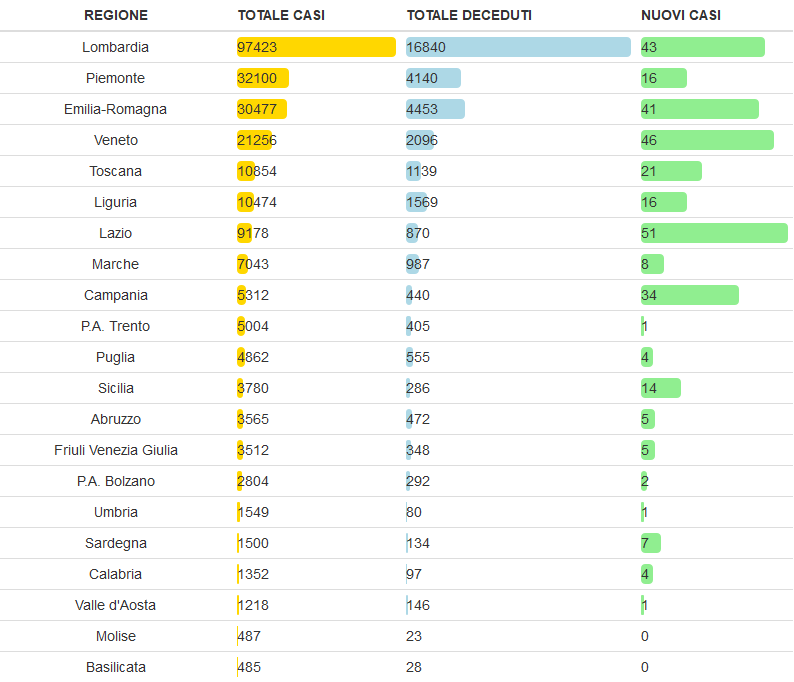 REGIONE TOTALE CASI TOTALE DECEDUTI NUOVI CASI
Lombardia 97423 16840 43
Piemonte 32100 4140 16
Emilia-Romagna 30477 4453 41
Veneto 21256 2096 46
Toscana 10854 1139 21
Liguria 10474 1569 16
Lazio 9178 870 51
Marche 7043 987 8
Campania 5312 440 34
P.A. Trento 5004 405 1
Puglia 4862 555 4
Sicilia 3780 286 14
Abruzzo 3565 472 5
Friuli Venezia Giulia 3512 348 5
P.A. Bolzano 2804 292 2
Umbria 1549 80 1
Sardegna 1500 134 7
Calabria 1352 97 4
Valle d'Aosta 1218 146 1
Molise 487 23 0
Basilicata 485 28 0